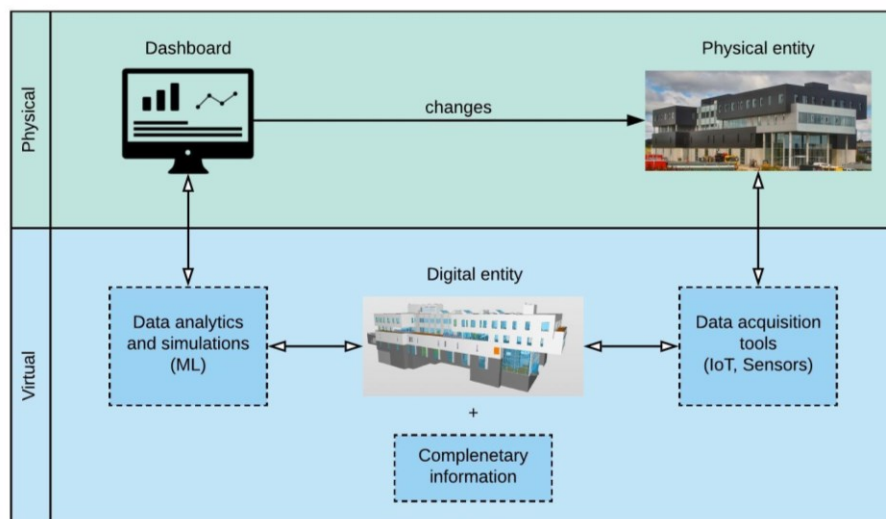 Physical
Dashboard
Physical entity
changes
Virtual
Digital entity
Data analytics
and simulations
(ML)
Data acquisition
tools
(IoT, Sensors)
+
Complenetary
information